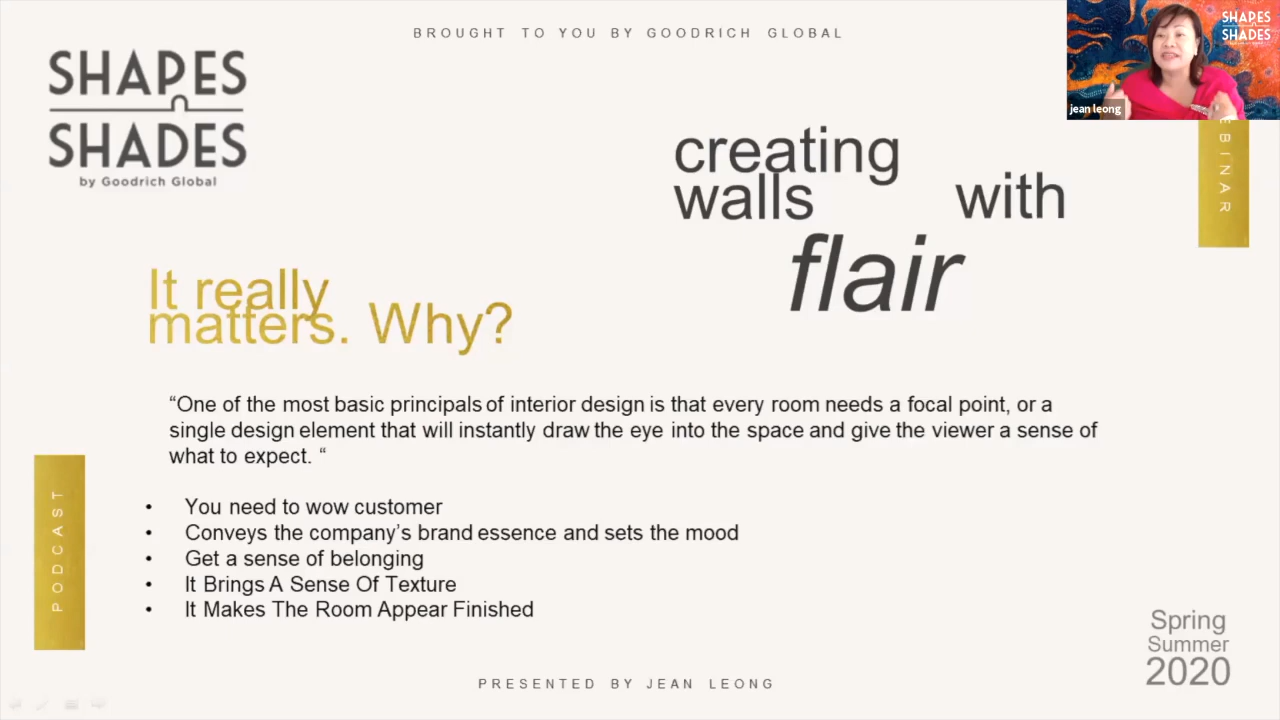 BROUGHT TO YOU BY GOODRICH GLOBAL
SHAPES
SHADES
by Goodrich Global
SHAPES
SHADES
jean leong
EBINAR
creating
walls with
flair
It really
matters. Why?
“One of the most basic principals of interior design is that every room needs a focal point, or a
single design element that will instantly draw the eye into the space and give the viewer a sense of
what to expect. “
• You need to wow customer
• Conveys the company’s brand essence and sets the mood
• Get a sense of belonging
• It Brings A Sense Of Texture
• It Makes The Room Appear Finished
PODCAST
Spring
Summer
2020
PRESENTED BY JEAN LEONG